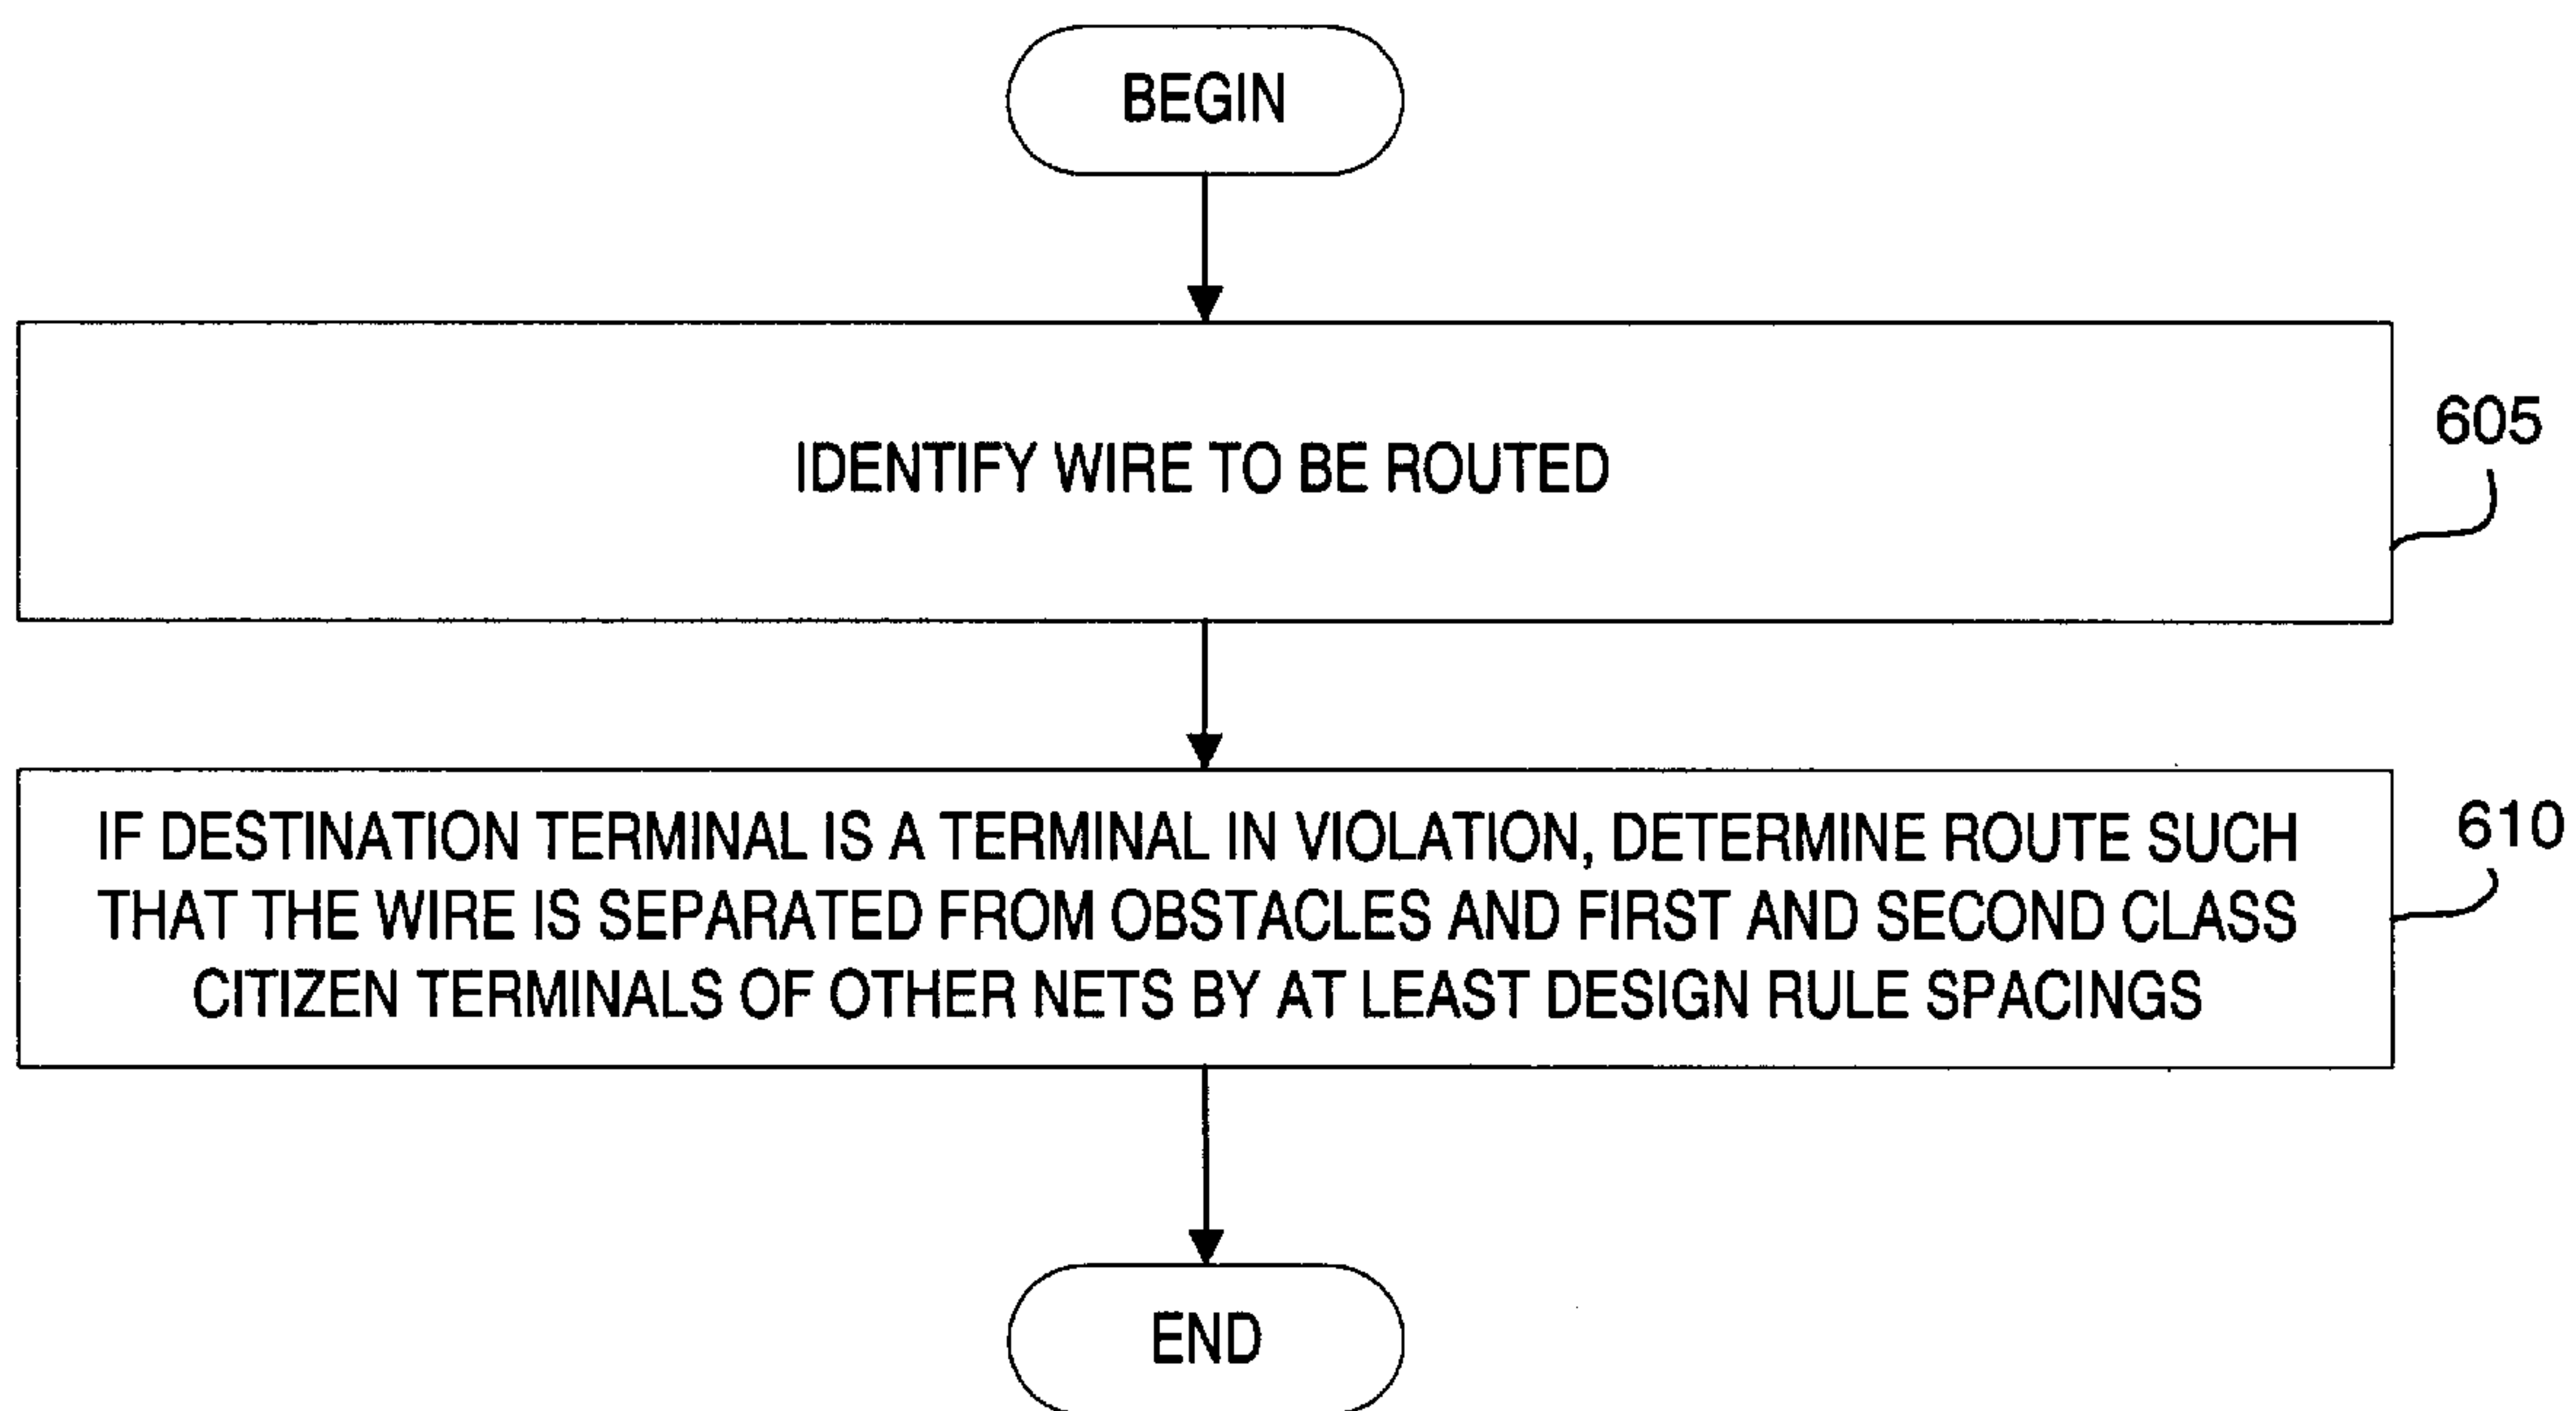 BEGIN
IDENTIFY WIRE TO BE ROUTED
605
IF DESTINATION TERMINAL IS A TERMINAL IN VIOLATION, DETERMINE ROUTE SUCH
THAT THE WIRE IS SEPARATED FROM OBSTACLES AND FIRST AND SECOND CLASS
CITIZEN TERMINALS OF OTHER NETS BY AT LEAST DESIGN RULE SPACINGS
610
END